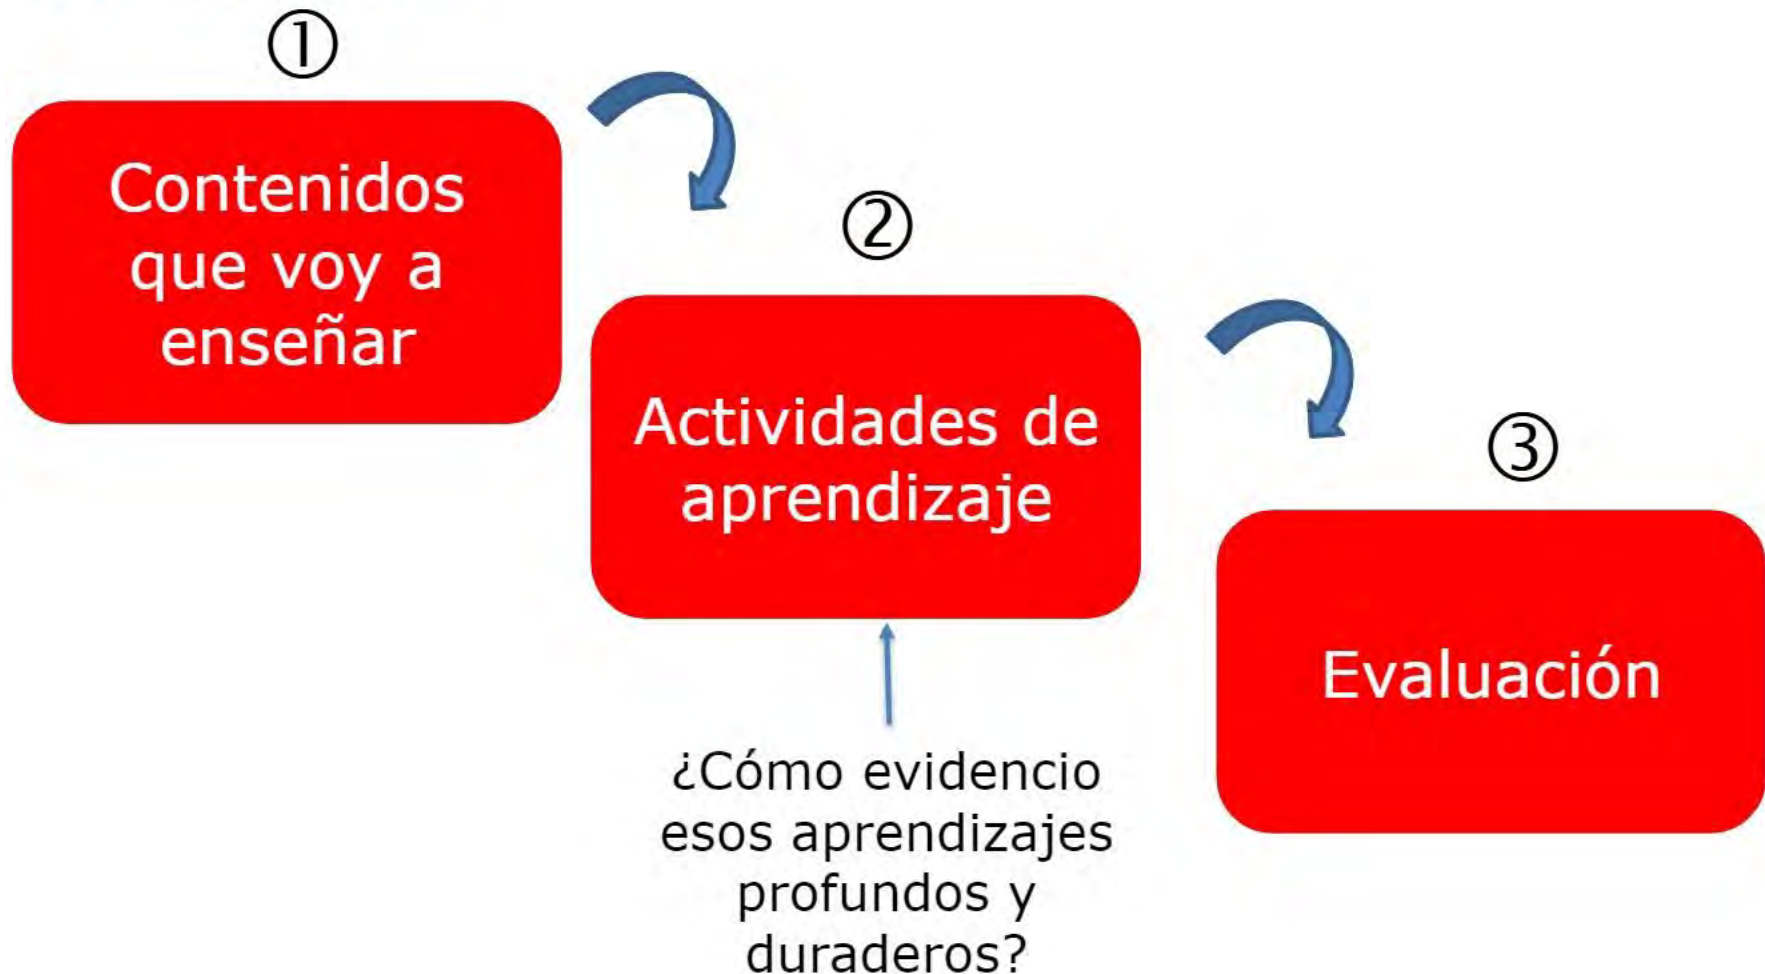 ①
Contenidos
que voy a
enseñar
②
Actividades de
aprendizaje
③
Evaluación
¿Cómo evidencio
esos aprendizajes
profundos y
duraderos?